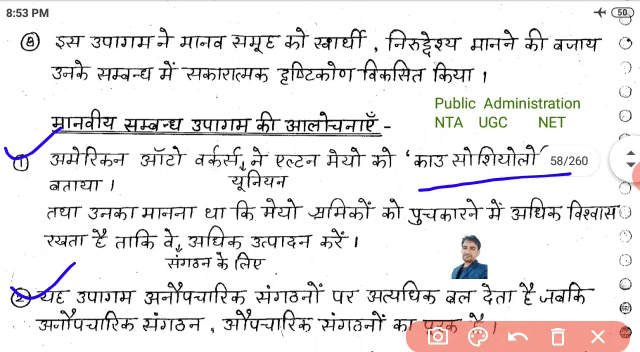 8:53 PM
50
⑧ इस उपागम ने मानव समूह को स्वार्थी, निरुद्देश्य मानने की बजाय
उनके सम्बन्ध में सकारात्मक दृष्टिकोण विकसित किया ।
Public Administration
NTA UGC NET
मानवीय सम्बन्ध उपागम की आलोचनाएँ -
① अमेरिकन ऑटो वर्कर्स ने एल्टन मेयो को 'काउ सोशियोलो
58/260
यूनियन
बताया ।
तथा उनका मानना था कि मेयो श्रमिकों को पुचकारने में अधिक विश्वास
रखता है ताकि वे अधिक उत्पादन करें ।
संगठन के लिए
② यह उपागम अनौपचारिक संगठनों पर अत्यधिक बल देता है जबकि
अनौपचारिक संगठन, औपचारिक संगठनों का पूरक है ।